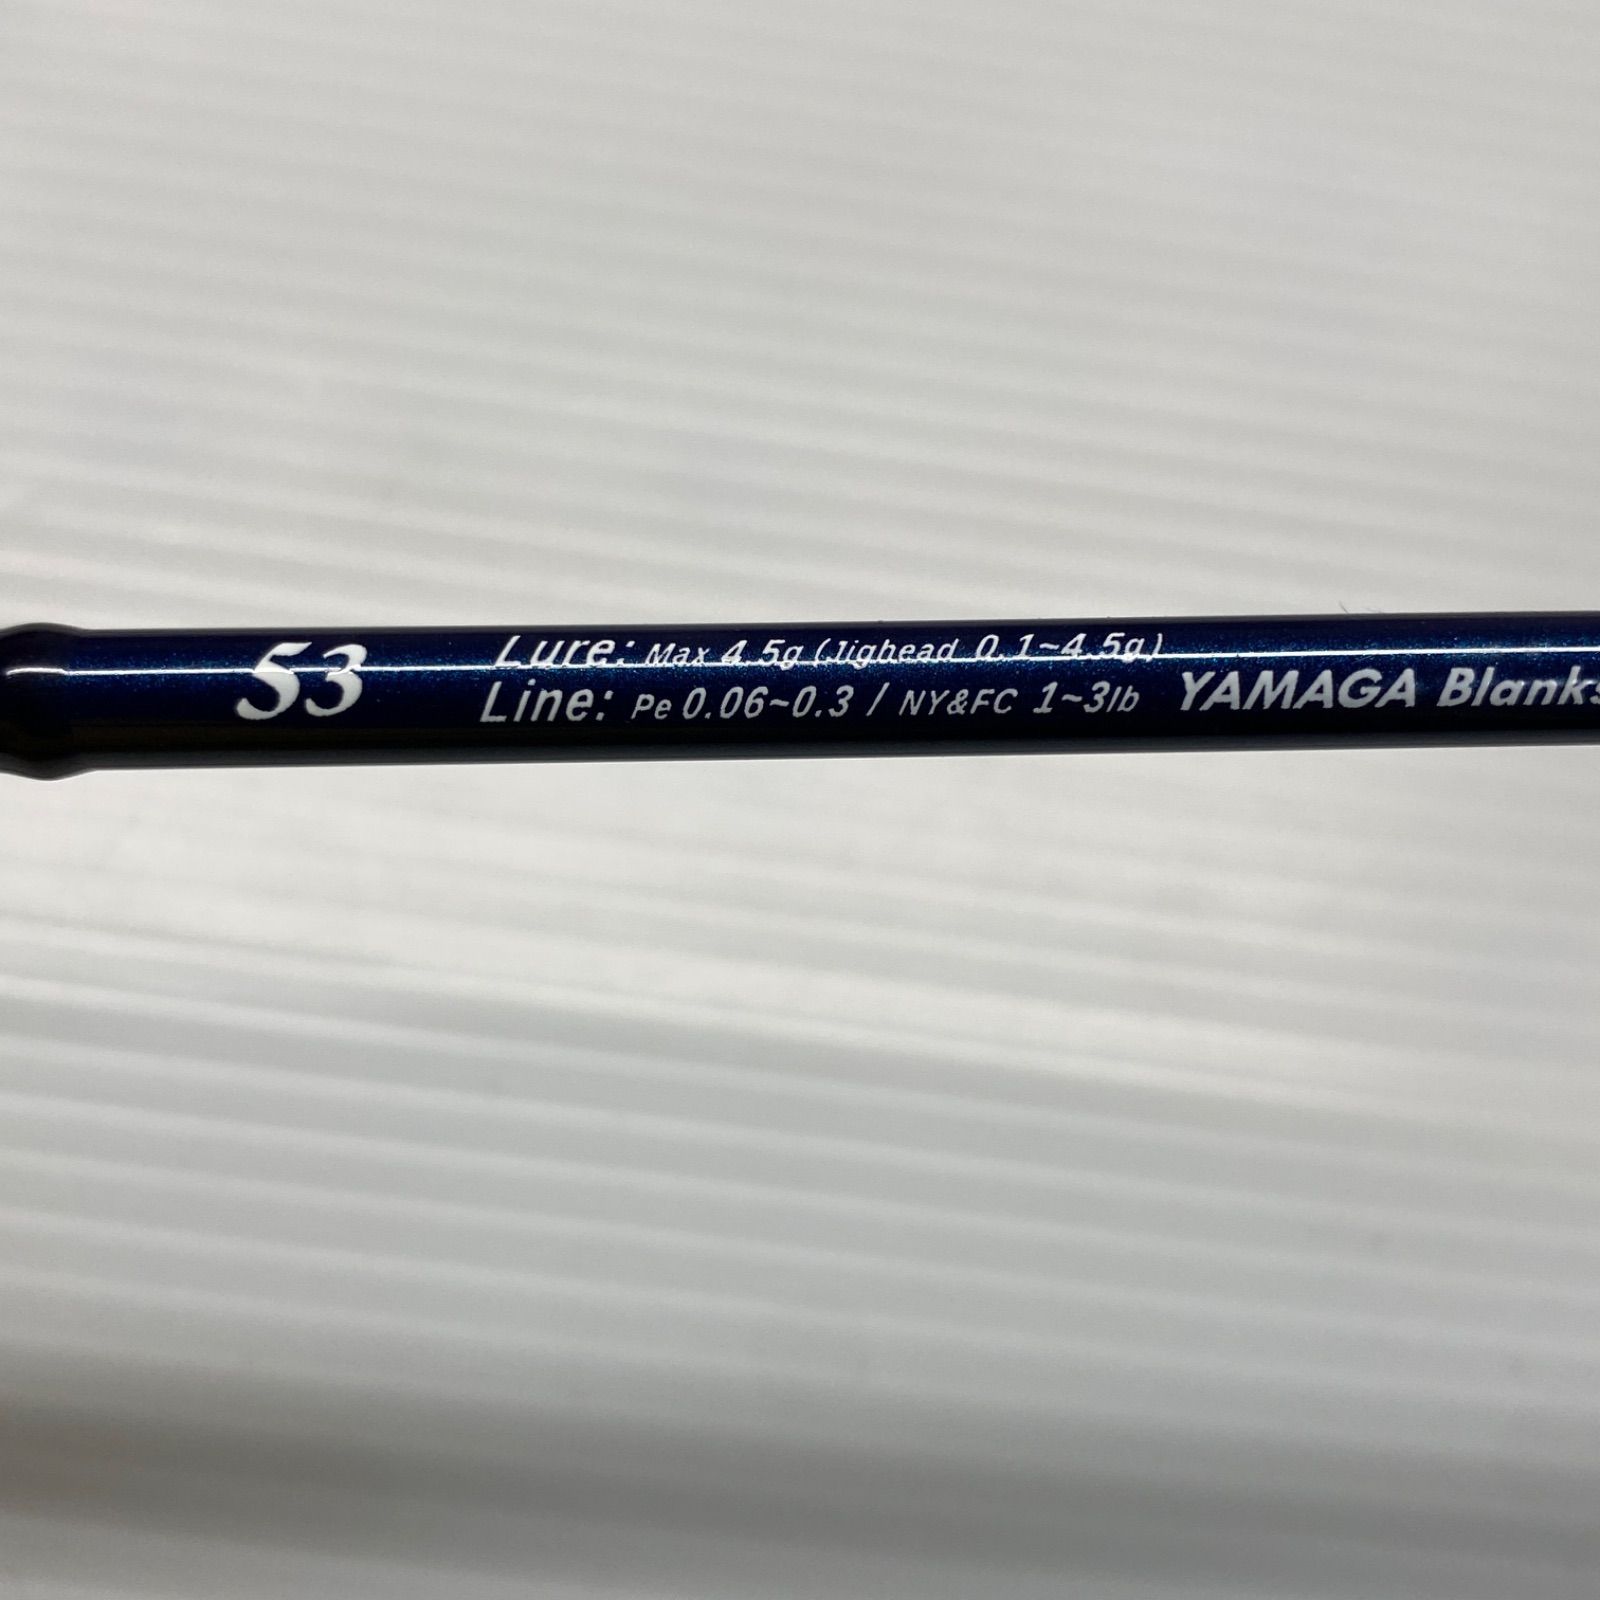 53
Lure: Max 4.5g (Jighead 0.1~4.5g)
Line: Pe 0.06~0.3 / NY&FC 1~3lb
YAMAGA Blanks